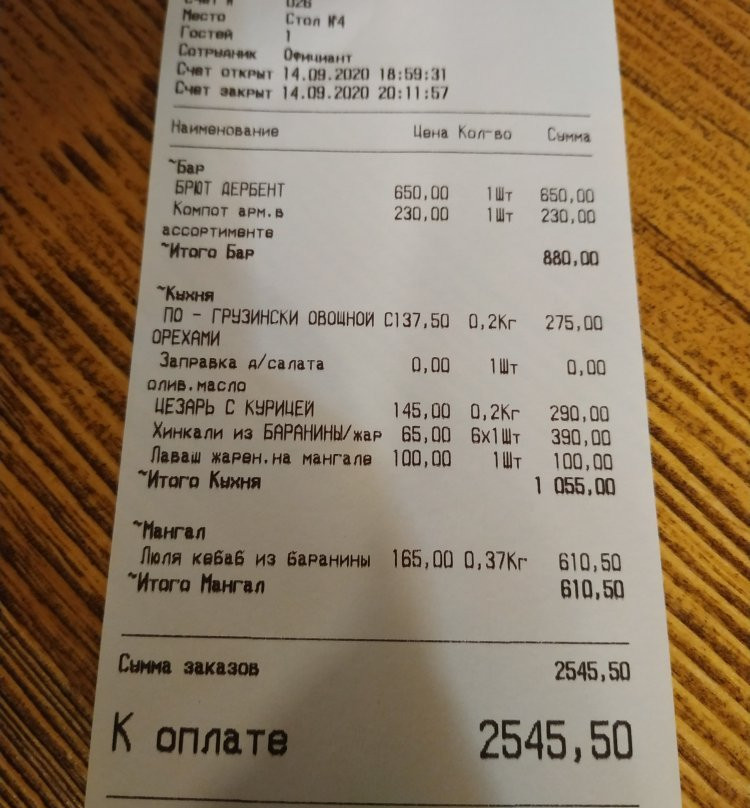 Счет № 028
Место Стол №4
Гостей 1
Сотрудник Официант
Счет открыт 14.09.2020 18:59:31
Счет закрыт 14.09.2020 20:11:57
Наименование Цена Кол-во Сумма
~Бар
БРЮТ ДЕРБЕНТ 650,00 1Шт 650,00
Компот арм.в 230,00 1Шт 230,00
ассортименте
~Итого Бар 880,00
~Кухня
ПО - ГРУЗИНСКИ ОВОЩНОЙ С 137,50 0,2Кг 275,00
ОРЕХАМИ
Заправка д/салата 0,00 1Шт 0,00
олив.масло
ЦЕЗАРЬ С КУРИЦЕЙ 145,00 0,2Кг 290,00
Хинкали из БАРАНИНЫ/жар 65,00 6x1Шт 390,00
Лаваш жарен.на мангале 100,00 1Шт 100,00
~Итого Кухня 1 055,00
~Мангал
Люля кебаб из баранины 165,00 0,37Кг 610,50
~Итого Мангал 610,50
Сумма заказов 2545,50
К оплате 2545,50